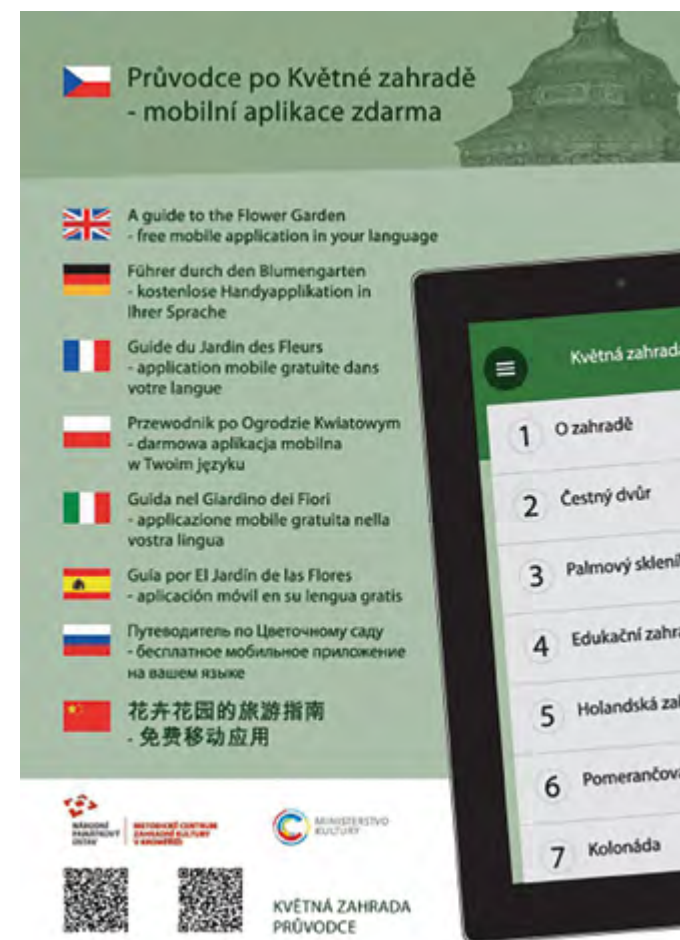 Průvodce po Květné zahradě
- mobilní aplikace zdarma
A guide to the Flower Garden
- free mobile application in your language
Führer durch den Blumengarten
- kostenlose Handyapplikation in
Ihrer Sprache
Guide du Jardin des Fleurs
- application mobile gratuite dans
votre langue
Przewodnik po Ogrodzie Kwiatowym
- darmowa aplikacja mobilna
w Twoim języku
Guida nel Giardino dei Fiori
- applicazione mobile gratuita nella
vostra lingua
Guía por El Jardín de las Flores
- aplicación móvil en su lengua gratis
Путеводитель по Цветочному саду
- бесплатное мобильное приложение
на вашем языке
花卉花园的旅游指南
- 免费移动应用
Květná zahrada
1 O zahradě
2 Čestný dvůr
3 Palmový sklení
4 Edukační zahra
5 Holandská za
6 Pomerančov
7 Kolonáda
NÁRODNÍ
PAMÁTKOVÝ
ÚSTAV
METODICKÉ CENTRUM
ZAHRADNÍ KULTURY
V KROMĚŘÍŽI
MINISTERSTVO
KULTURY
KVĚTNÁ ZAHRADA
PRŮVODCE